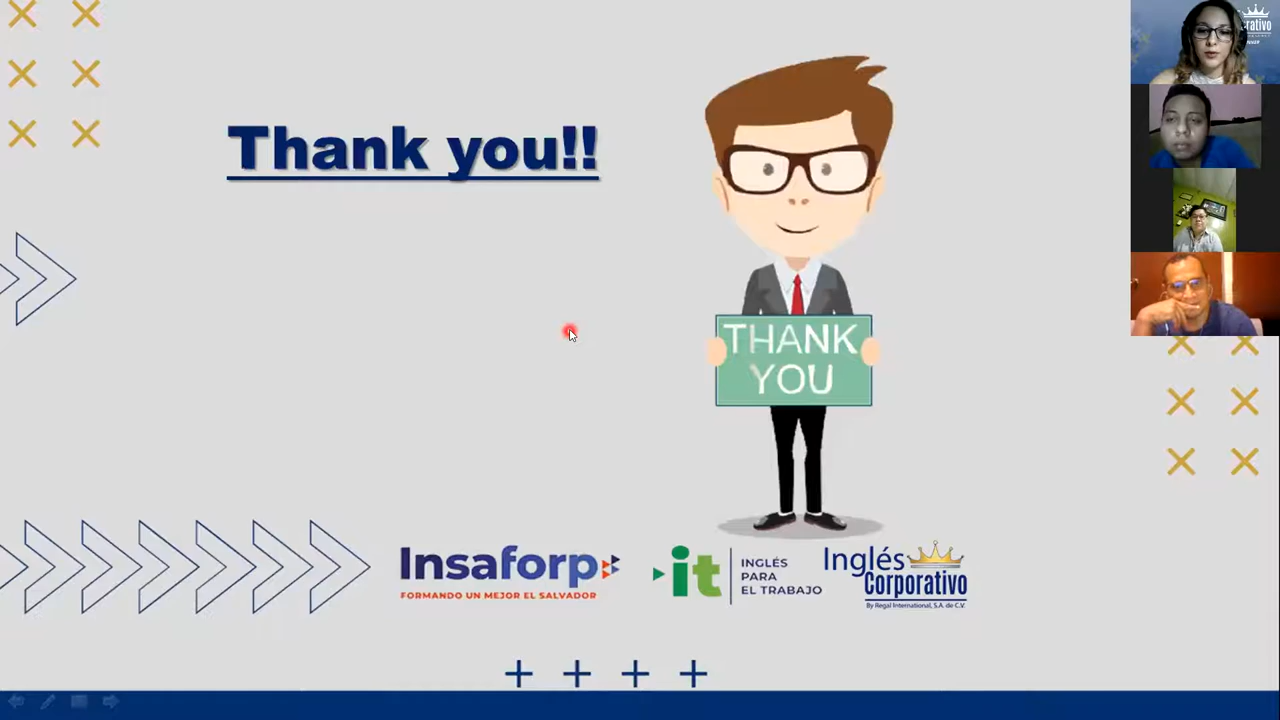 Thank you!!
THANK
YOU
Insaforp
FORMANDO UN MEJOR EL SALVADOR
it
INGLÉS
PARA
EL TRABAJO
Inglés
Corporativo
By Regal International, S.A. de C.V.
rativo